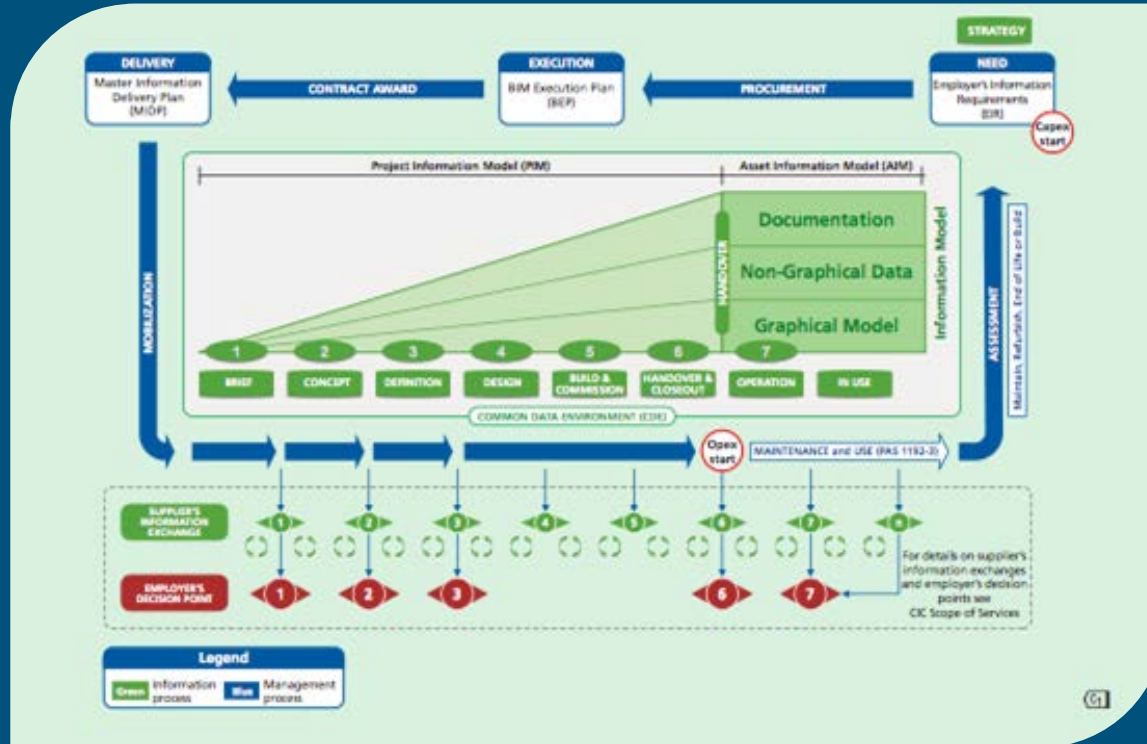 STRATEGY
DELIVERY
Master Information
Delivery Plan
(MIDP)
CONTRACT AWARD
EXECUTION
BIM Execution Plan
(BEP)
PROCUREMENT
NEED
Employer's Information
Requirements
(EIR)
Capex
start
Project Information Model (PIM)
Asset Information Model (AIM)
Documentation
Non-Graphical Data
Graphical Model
HANDOVER
Information Model
MOBILIZATION
ASSESSMENT
Maintain, Refurbish, End of Life or Build
1 2 3 4 5 6 7
BRIEF
CONCEPT
DEFINITION
DESIGN
BUILD &
COMMISSION
HANDOVER &
CLOSEOUT
OPERATION
IN USE
COMMON DATA ENVIRONMENT (CDE)
Opex
start
MAINTENANCE and USE (PAS 1192-3)
SUPPLIER'S
INFORMATION
EXCHANGE
1 2 3 4 5 6 7 n
EMPLOYER'S
DECISION POINT
1 2 3 6 7
For details on supplier's
information exchanges
and employer's decision
points see
CIC Scope of Services
Legend
Green Information
process
Blue Management
process